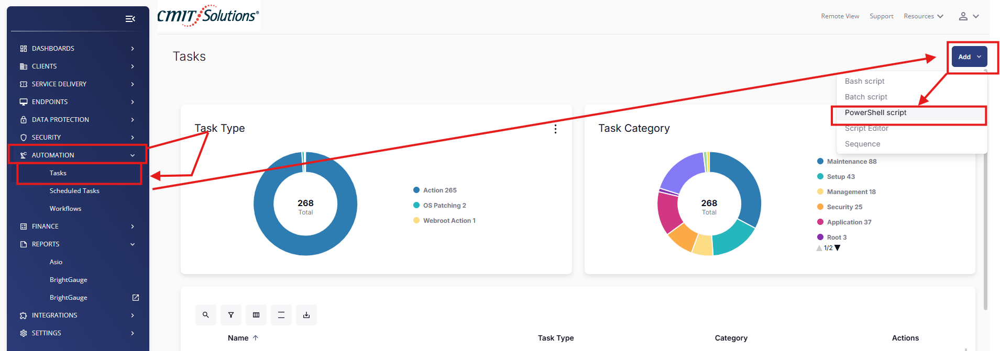 CMIT Solutions®
Remote View
Support
Resources
DASHBOARDS
CLIENTS
SERVICE DELIVERY
ENDPOINTS
DATA PROTECTION
SECURITY
AUTOMATION
Tasks
Scheduled Tasks
Workflows
FINANCE
REPORTS
Asio
BrightGauge
BrightGauge
INTEGRATIONS
SETTINGS
Tasks
Add
Bash script
Batch script
PowerShell script
Script Editor
Sequence
Task Type
268
Total
Action 265
OS Patching 2
Webroot Action 1
Task Category
268
Total
Maintenance 88
Setup 43
Management 18
Security 25
Application 37
Root 3
1/2
Name Task Type Category Actions